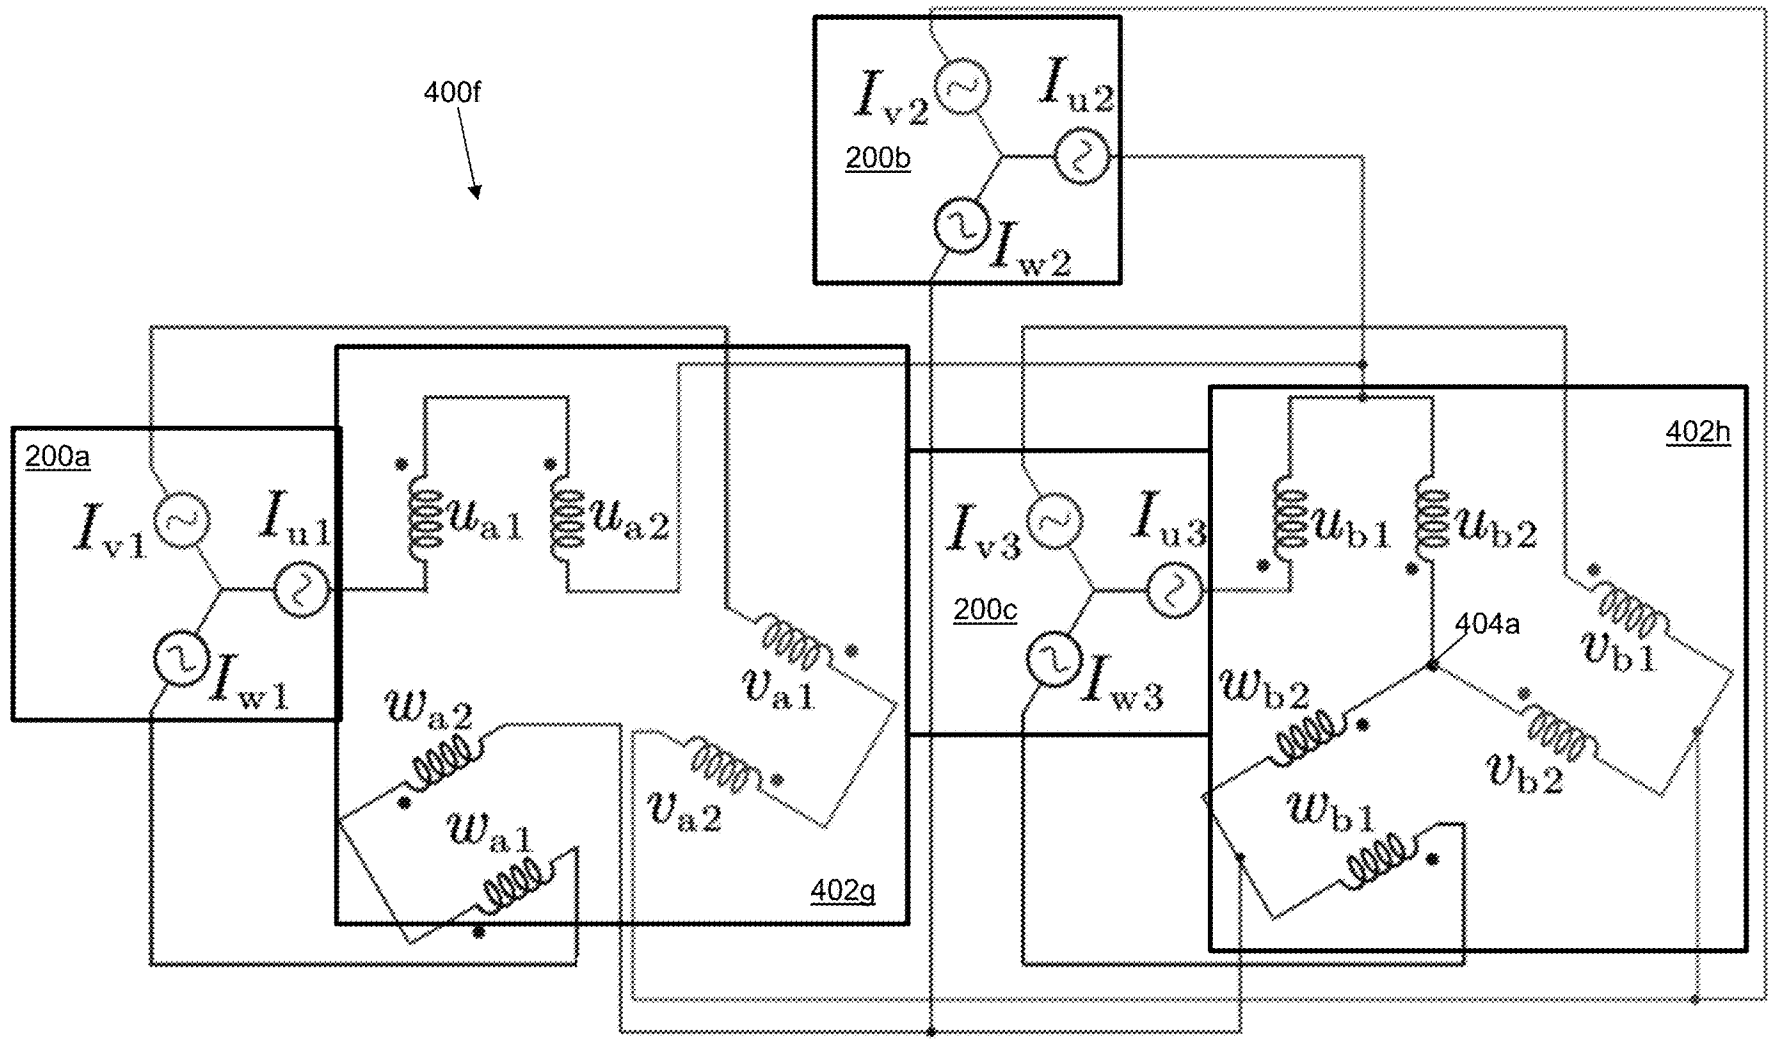 400f
I_v2
I_u2
200b
I_w2
200a
402h
I_v1
I_u1
u_a1
u_a2
I_v3
I_u3
u_b1
u_b2
200c
404a
I_w1
w_a2
v_a1
I_w3
w_b2
v_b1
w_a1
v_a2
w_b1
v_b2
402g